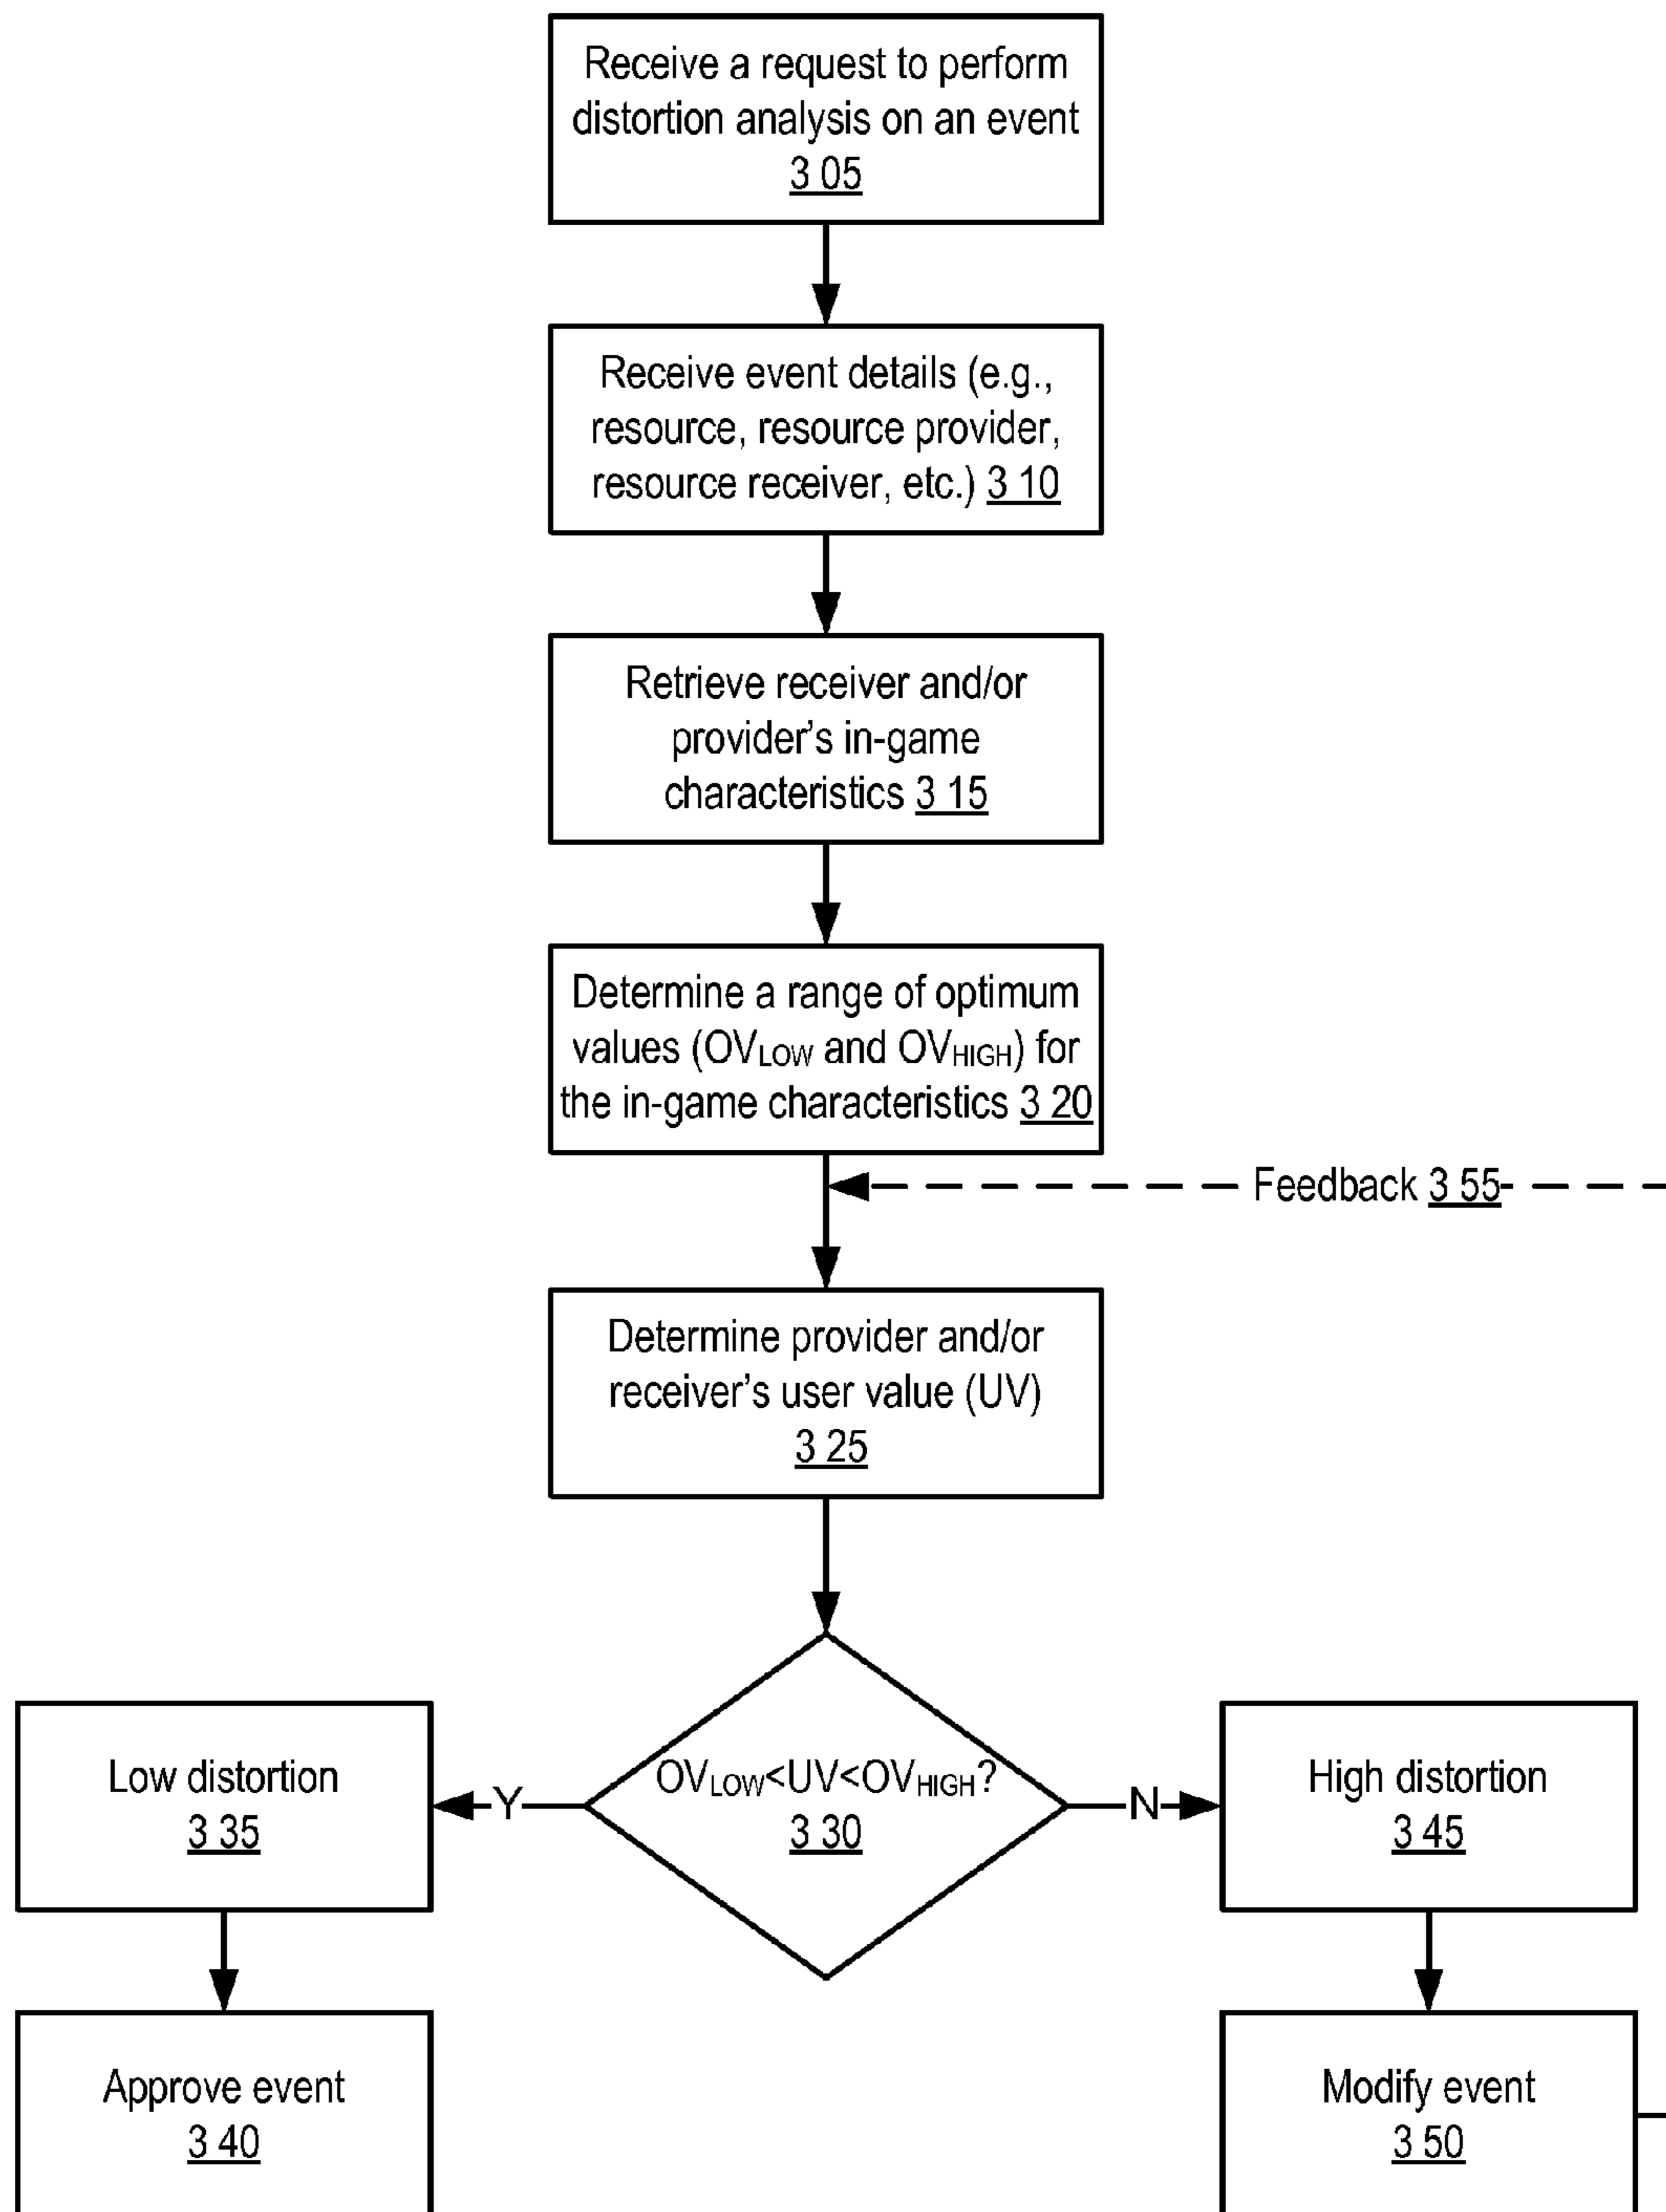 Receive a request to perform
distortion analysis on an event
3 05
Receive event details (e.g.,
resource, resource provider,
resource receiver, etc.) 3 10
Retrieve receiver and/or
provider's in-game
characteristics 3 15
Determine a range of optimum
values (OVLOW and OVHIGH) for
the in-game characteristics 3 20
Feedback 3 55
Determine provider and/or
receiver's user value (UV)
3 25
OVLOW<UV<OVHIGH?
3 30
Y
N
Low distortion
3 35
High distortion
3 45
Approve event
3 40
Modify event
3 50